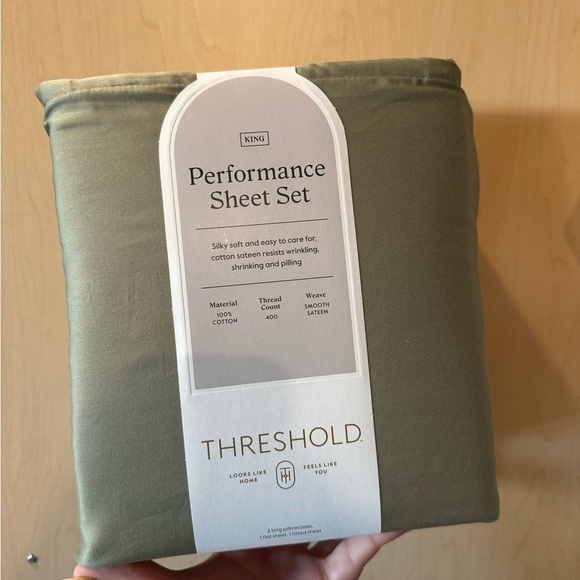 KING
Performance
Sheet Set
Silky soft and easy to care for,
cotton sateen resists wrinkling,
shrinking and pilling
Material
100%
COTTON
Thread
Count
400
Weave
SMOOTH
SATEEN
THRESHOLD™
LOOKS LIKE
HOME
FEELS LIKE
YOU
2 king pillowcases,
1 flat sheet, 1 fitted sheet